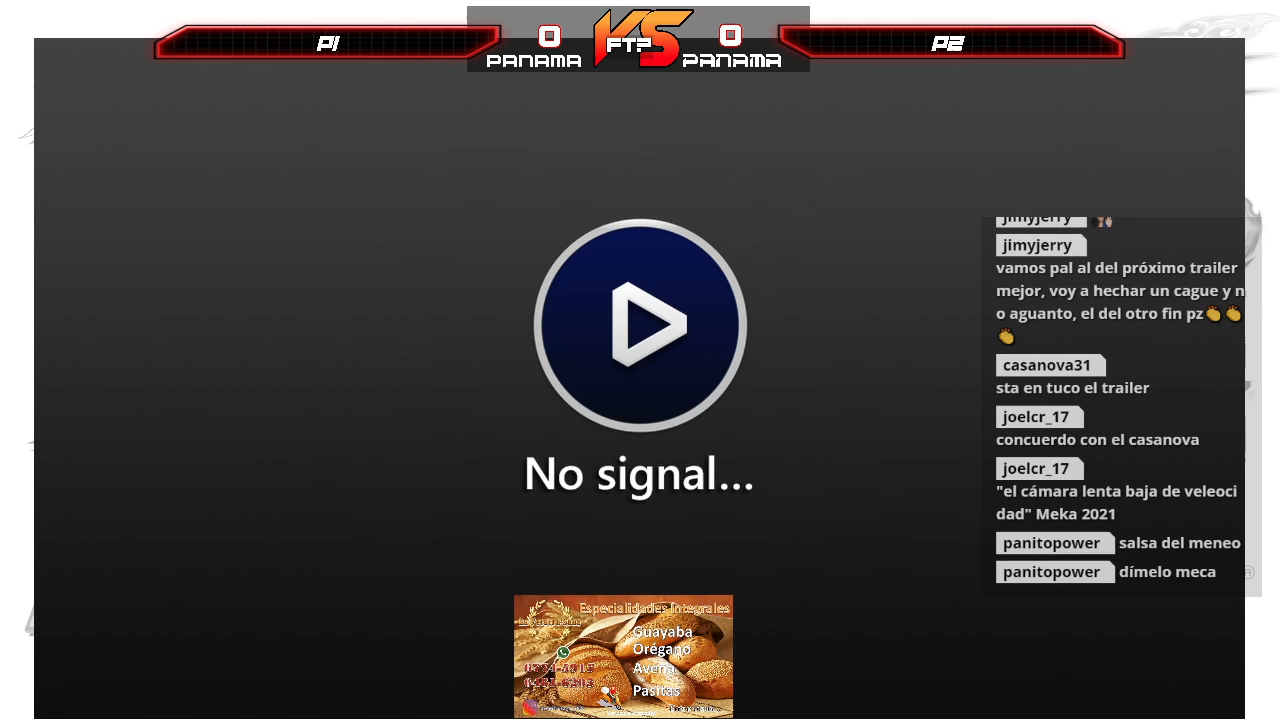 P1
0
PANAMA
VS
FT?
0
PANAMA
P2
No signal...
jimyjerry
jimyjerry
vamos pal al del próximo trailer
mejor, voy a hechar un cague y n
o aguanto, el del otro fin pz👏👏
👏
casanova31
sta en tuco el trailer
joelcr_17
concuerdo con el casanova
joelcr_17
"el cámara lenta baja de veleoci
dad" Meka 2021
panitopower salsa del meneo
panitopower dímelo meca
Especialidades Integrales
Guayaba
Orégano
Avena
Pasitas
®